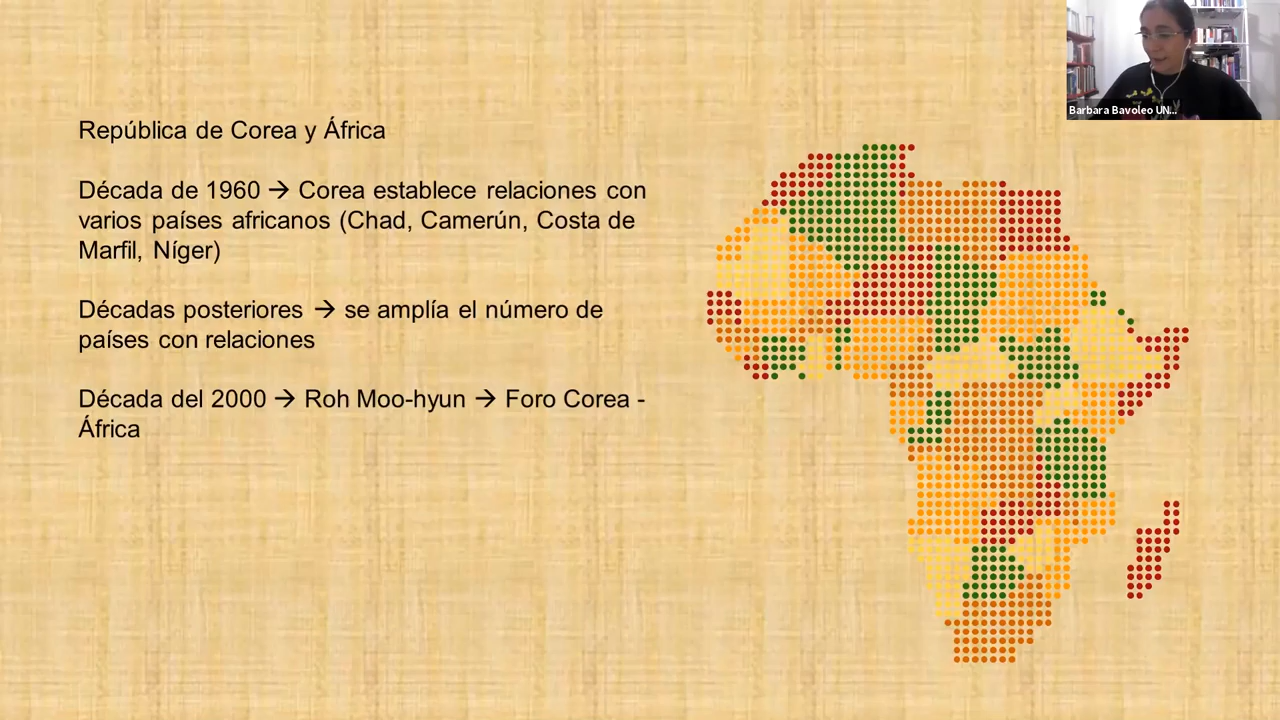 Barbara Bavoleo UN...
República de Corea y África
Década de 1960 → Corea establece relaciones con
varios países africanos (Chad, Camerún, Costa de
Marfil, Níger)
Décadas posteriores → se amplía el número de
países con relaciones
Década del 2000 → Roh Moo-hyun → Foro Corea -
África